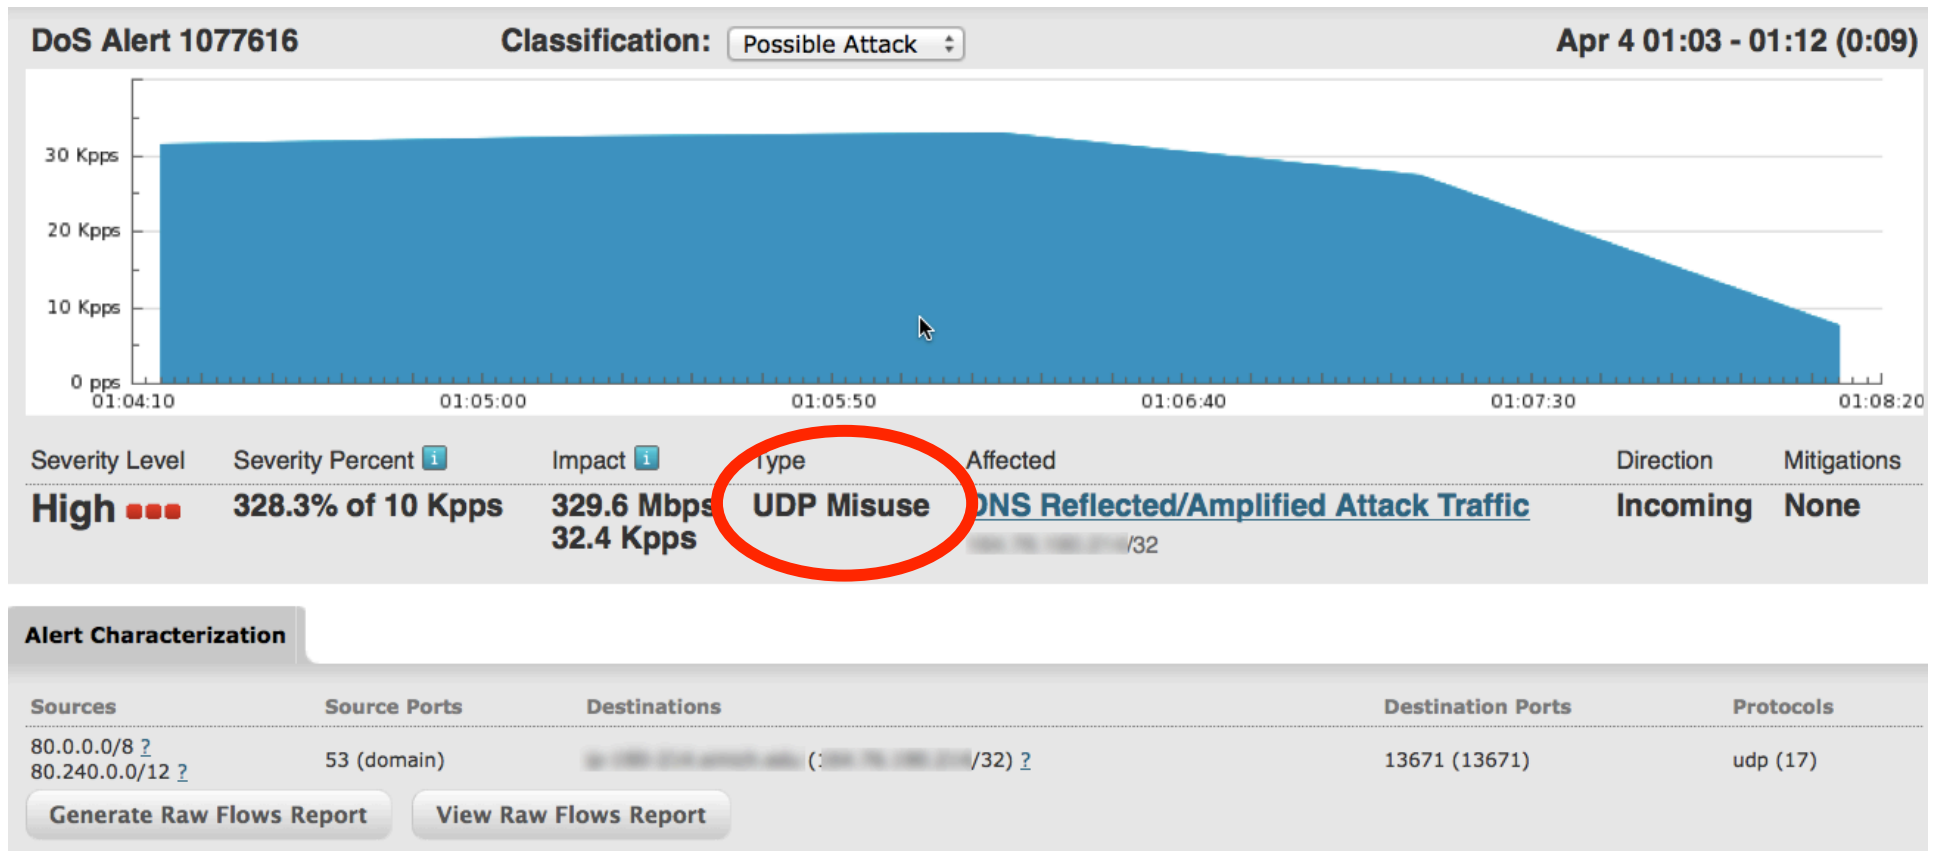 DoS Alert 1077616 Classification: Possible Attack Apr 4 01:03 - 01:12 (0:09)
30 Kpps
20 Kpps
10 Kpps
0 pps
01:04:10 01:05:00 01:05:50 01:06:40 01:07:30 01:08:20
Severity Level Severity Percent i Impact i Type Affected Direction Mitigations
High 328.3% of 10 Kpps 329.6 Mbps UDP Misuse DNS Reflected/Amplified Attack Traffic Incoming None
32.4 Kpps /32
Alert Characterization
Sources Source Ports Destinations Destination Ports Protocols
80.0.0.0/8 ?
53 (domain) /32) ? 13671 (13671) udp (17)
80.240.0.0/12 ?
Generate Raw Flows Report View Raw Flows Report